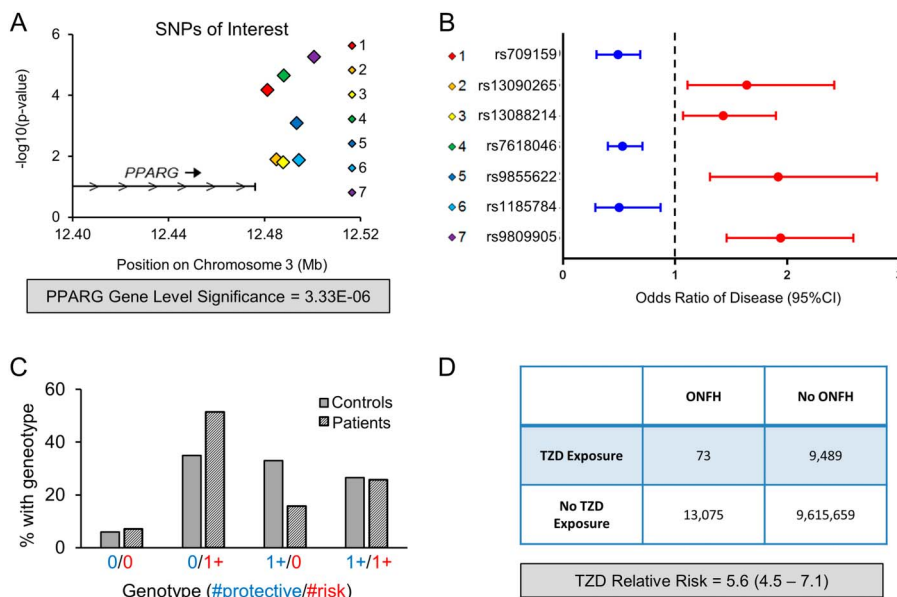 A
SNPs of Interest
6
4
2
0
-log10(p-value)
PPARG
12.40
12.44
12.48
12.52
Position on Chromosome 3 (Mb)
1
2
3
4
5
6
7
PPARG Gene Level Significance = 3.33E-06
B
1 rs709159
2 rs13090265
3 rs13088214
4 rs7618046
5 rs9855622
6 rs1185784
7 rs9809905
0
1
2
Odds Ratio of Disease (95%CI)
C
% with geneotype
60
40
20
0
Controls
Patients
0/0
0/1+
1+/0
1+/1+
Genotype (#protective/#risk)
D
ONFH
No ONFH
TZD Exposure
73
9,489
No TZD
Exposure
13,075
9,615,659
TZD Relative Risk = 5.6 (4.5 – 7.1)